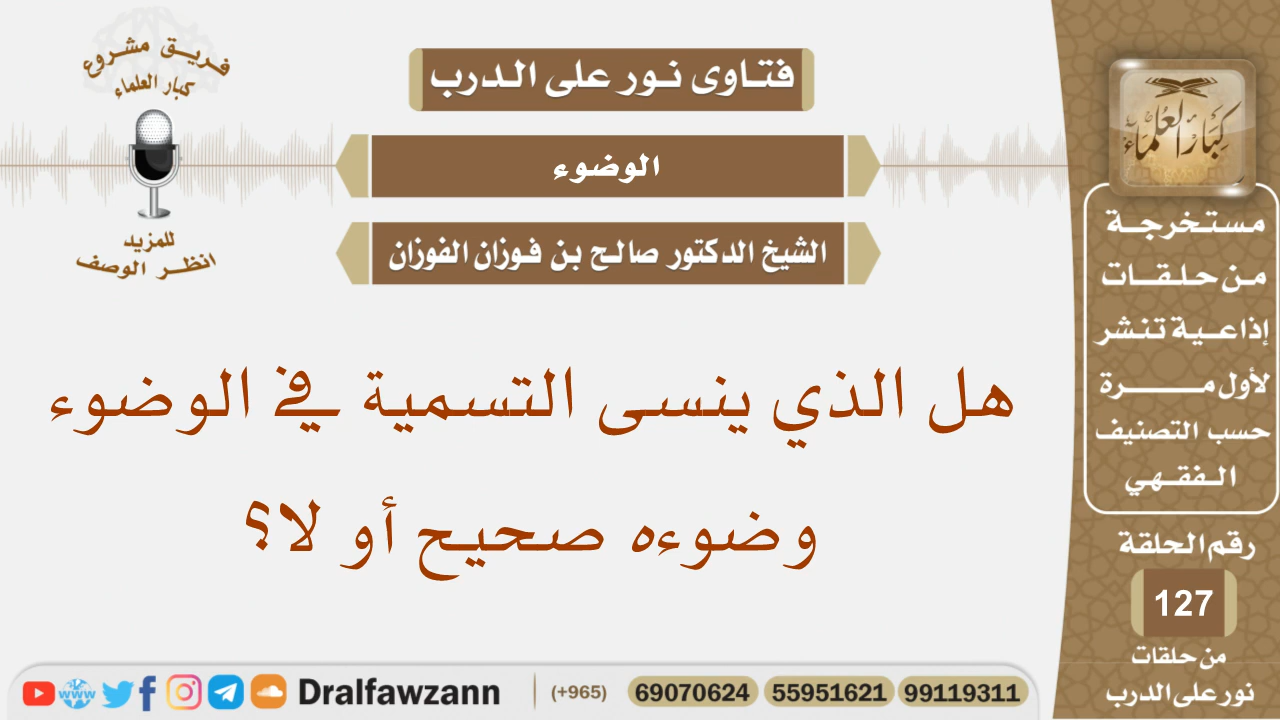 فتاوى نور على الدرب
الوضوء
الشيخ الدكتور صالح بن فوزان الفوزان
هل الذي ينسى التسمية في الوضوء
وضوءه صحيح أو لا؟
فريق مشروع
كبار العلماء
للمزيد
انظر الوصف
كبار العلماء
مستخرجة
من حلقات
إذاعية تنشر
لأول مرة
حسب التصنيف
الفقهي
رقم الحلقة
127
من حلقات
نور على الدرب
www
Dralfawzann
(+965) 69070624 55951621 99119311